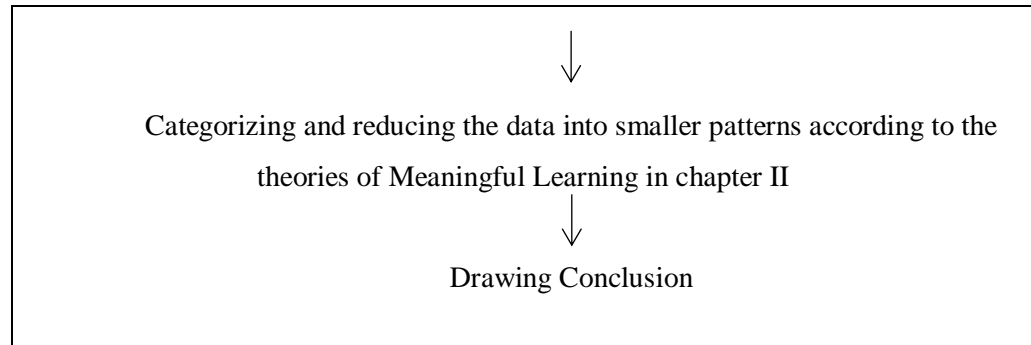 Categorizing and reducing the data into smaller patterns according to the
theories of Meaningful Learning in chapter II
Drawing Conclusion